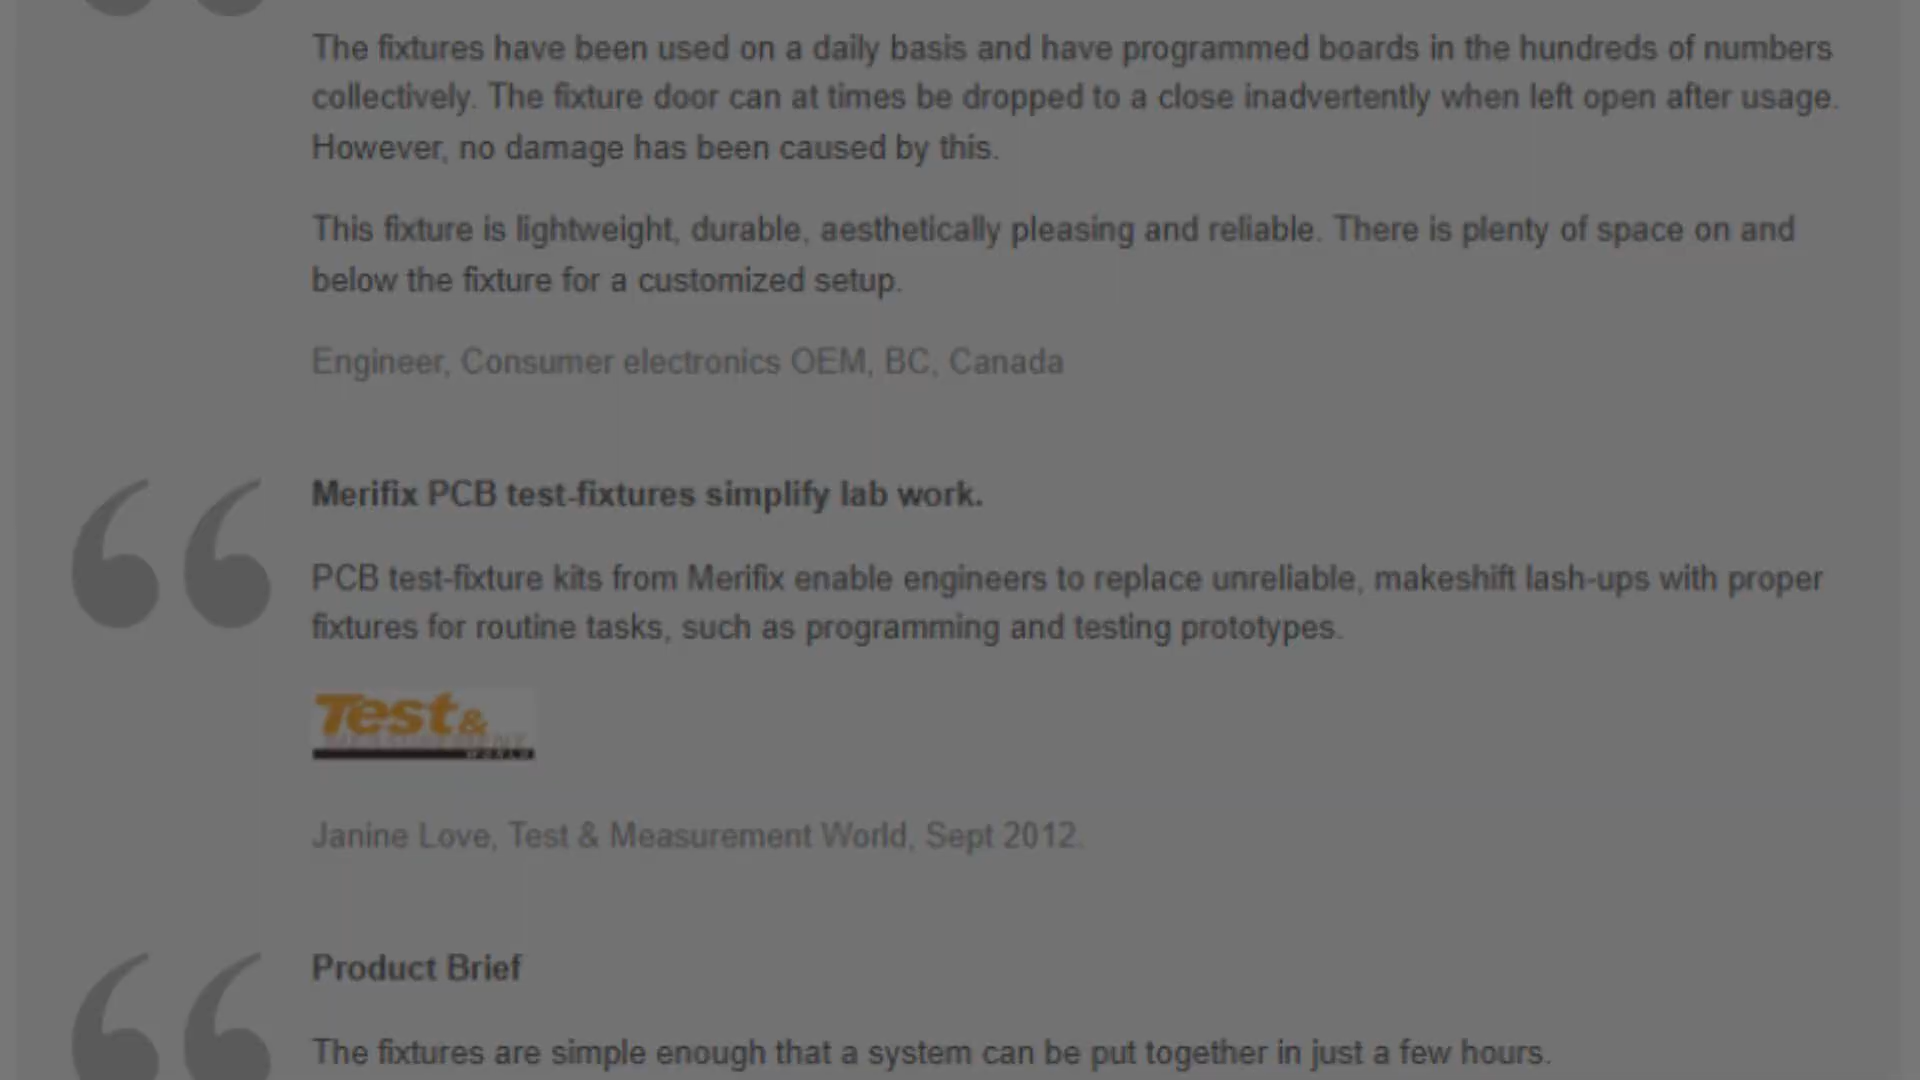 The fixtures have been used on a daily basis and have programmed boards in the hundreds of numbers
collectively. The fixture door can at times be dropped to a close inadvertently when left open after usage.
However, no damage has been caused by this.
This fixture is lightweight, durable, aesthetically pleasing and reliable. There is plenty of space on and
below the fixture for a customized setup.
Engineer, Consumer electronics OEM, BC, Canada
Merifix PCB test-fixtures simplify lab work.
PCB test-fixture kits from Merifix enable engineers to replace unreliable, makeshift lash-ups with proper
fixtures for routine tasks, such as programming and testing prototypes.
Test &
MEASUREMENT
WORLD
Janine Love, Test & Measurement World, Sept 2012.
Product Brief
The fixtures are simple enough that a system can be put together in just a few hours.